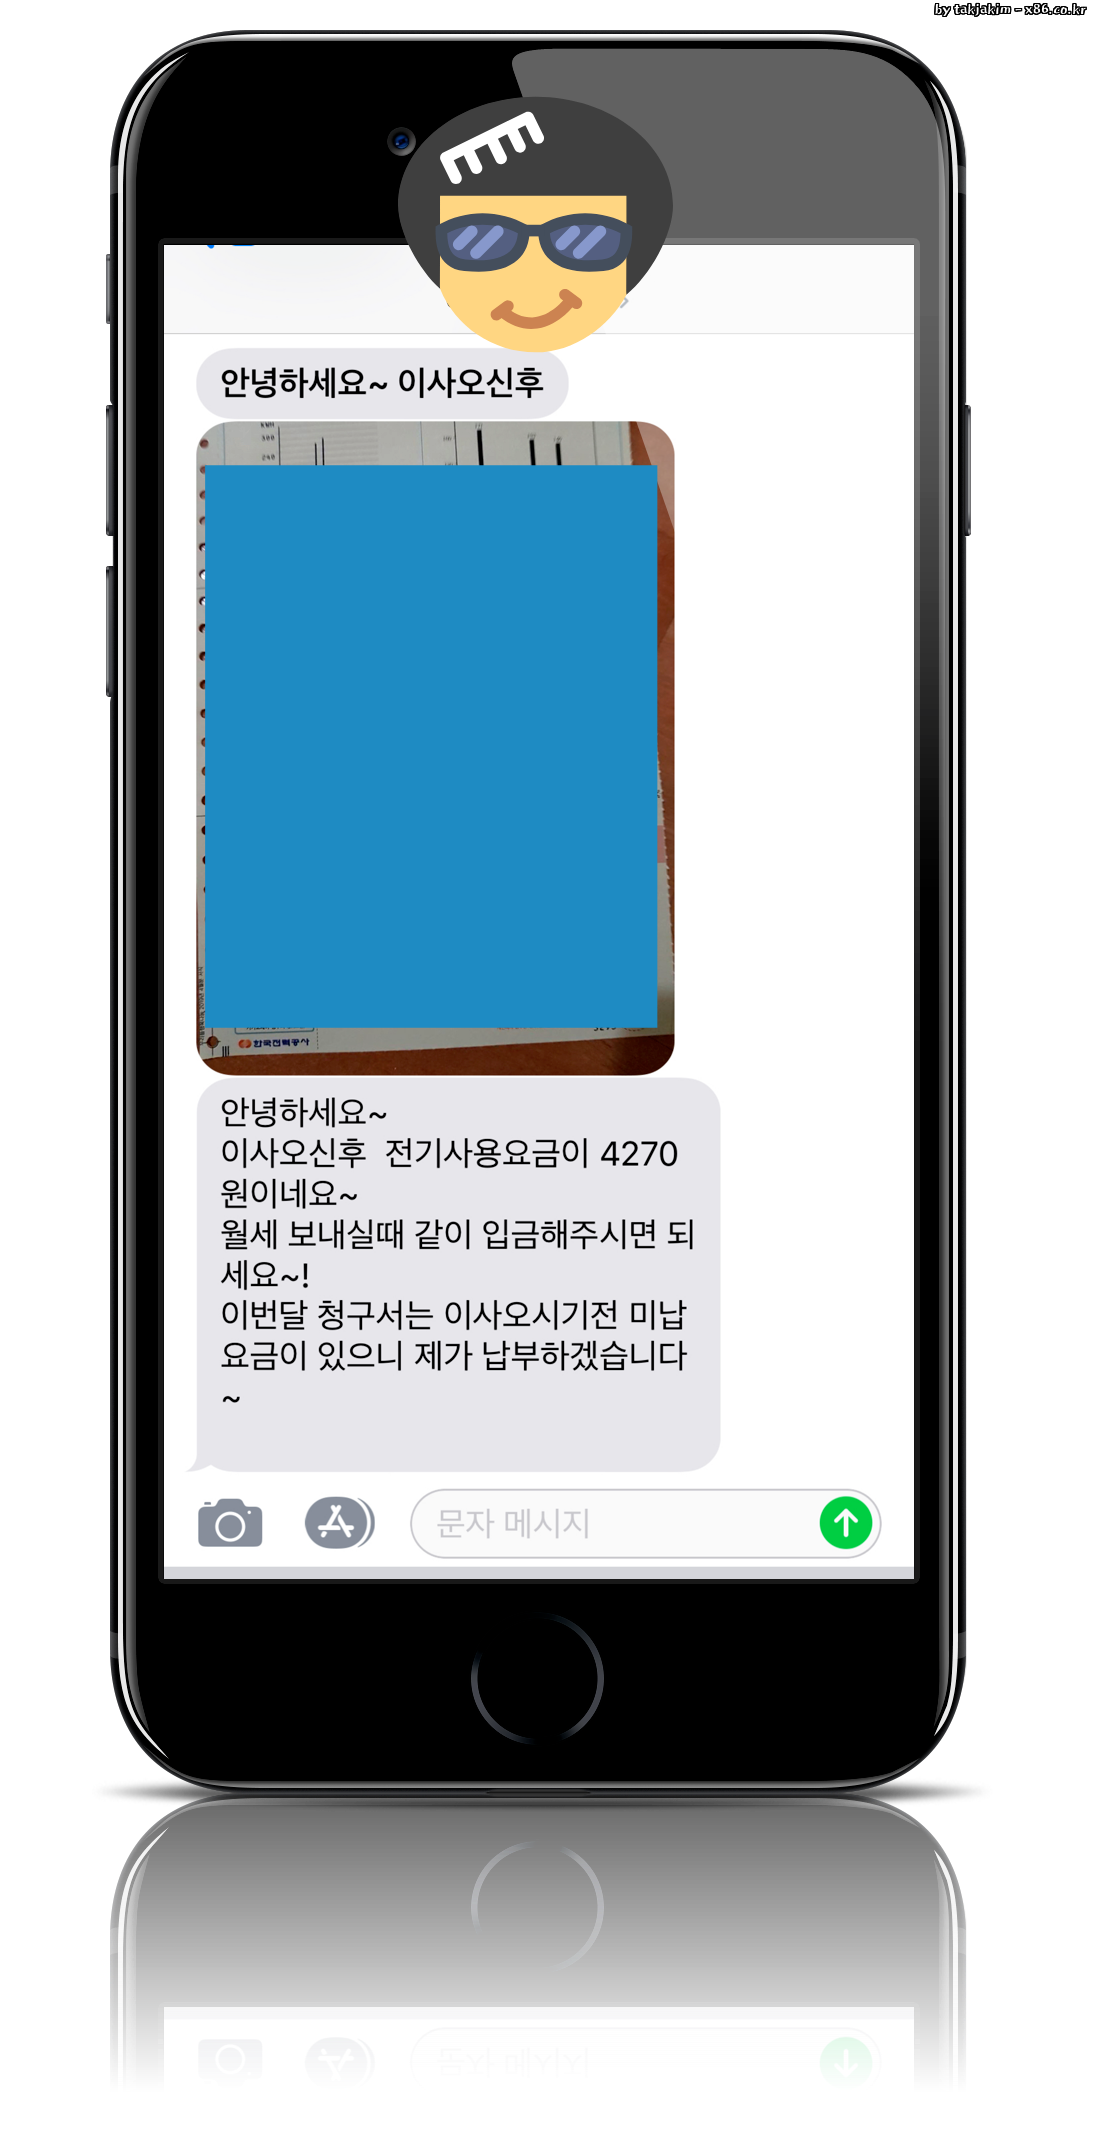 by takjakim - x86.co.kr
안녕하세요~ 이사오신후
300
240
한국전력공사
안녕하세요~
이사오신후  전기사용요금이 4270
원이네요~
월세 보내실때 같이 입금해주시면 되
세요~!
이번달 청구서는 이사오시기전 미납
요금이 있으니 제가 납부하겠습니다
~
문자 메시지